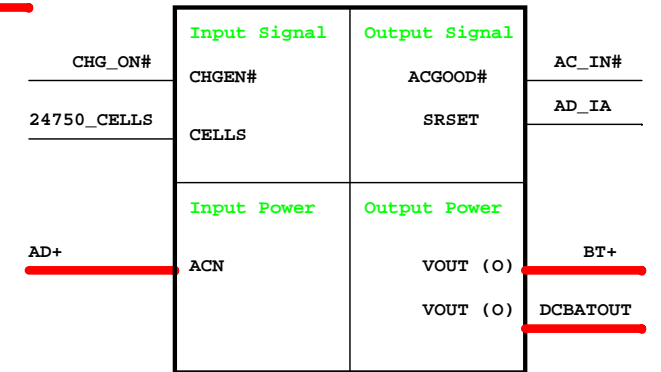 Input Signal Output Signal
CHG_ON# CHGEN# ACGOOD# AC_IN#
24750_CELLS CELLS SRSET AD_IA
Input Power Output Power
AD+ ACN VOUT (O) BT+
VOUT (O) DCBATOUT